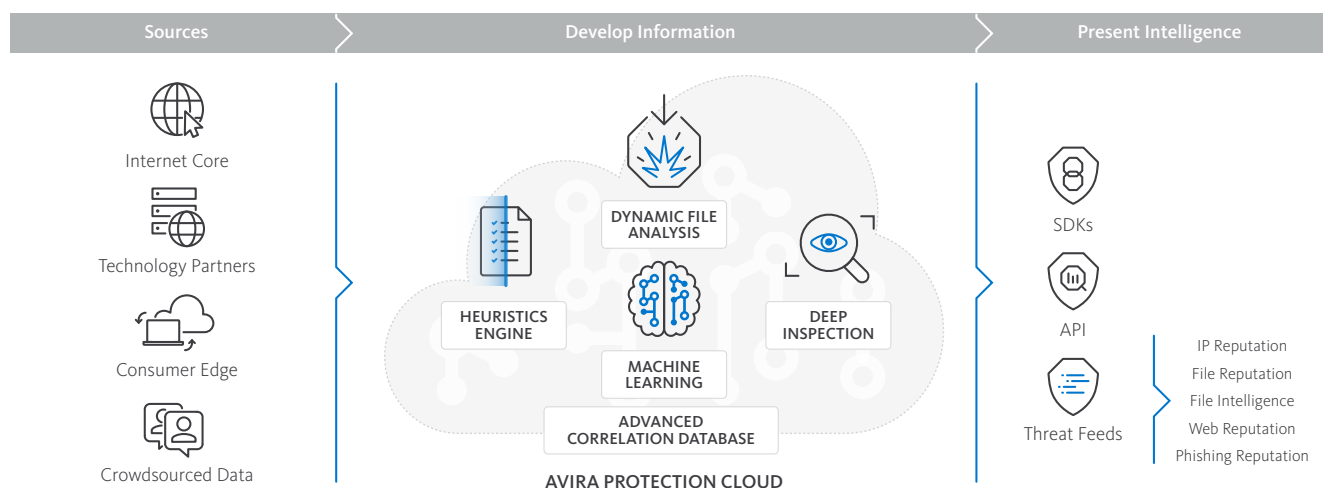 Sources
Develop Information
Present Intelligence
Internet Core
Technology Partners
Consumer Edge
Crowdsourced Data
DYNAMIC FILE
ANALYSIS
HEURISTICS
ENGINE
DEEP
INSPECTION
MACHINE
LEARNING
ADVANCED
CORRELATION DATABASE
AVIRA PROTECTION CLOUD
SDKs
API
Threat Feeds
IP Reputation
File Reputation
File Intelligence
Web Reputation
Phishing Reputation